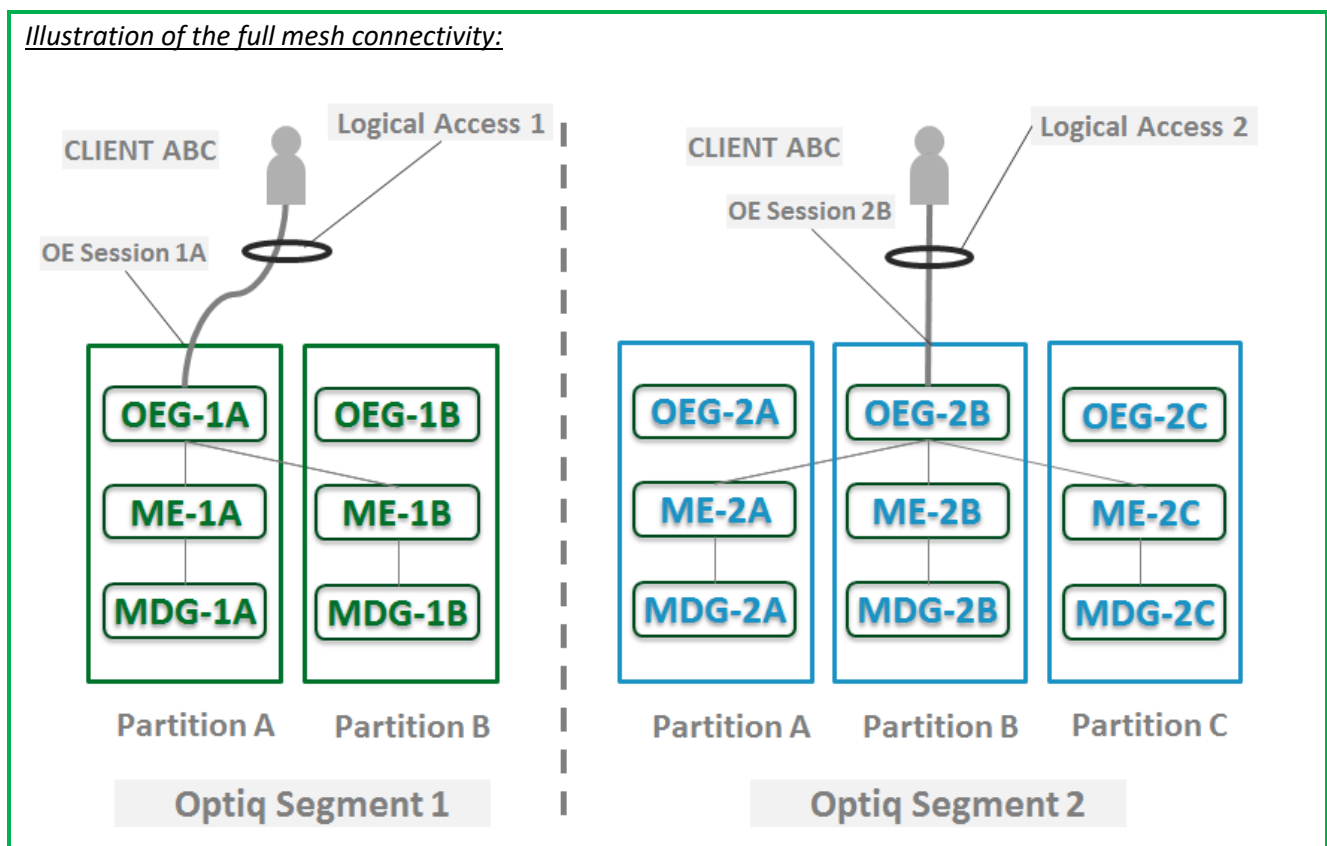 Illustration of the full mesh connectivity:
Logical Access 1
CLIENT ABC
OE Session 1A
OEG-1A
OEG-1B
ME-1A
ME-1B
MDG-1A
MDG-1B
Partition A
Partition B
Optiq Segment 1
Logical Access 2
CLIENT ABC
OE Session 2B
OEG-2A
OEG-2B
OEG-2C
ME-2A
ME-2B
ME-2C
MDG-2A
MDG-2B
MDG-2C
Partition A
Partition B
Partition C
Optiq Segment 2